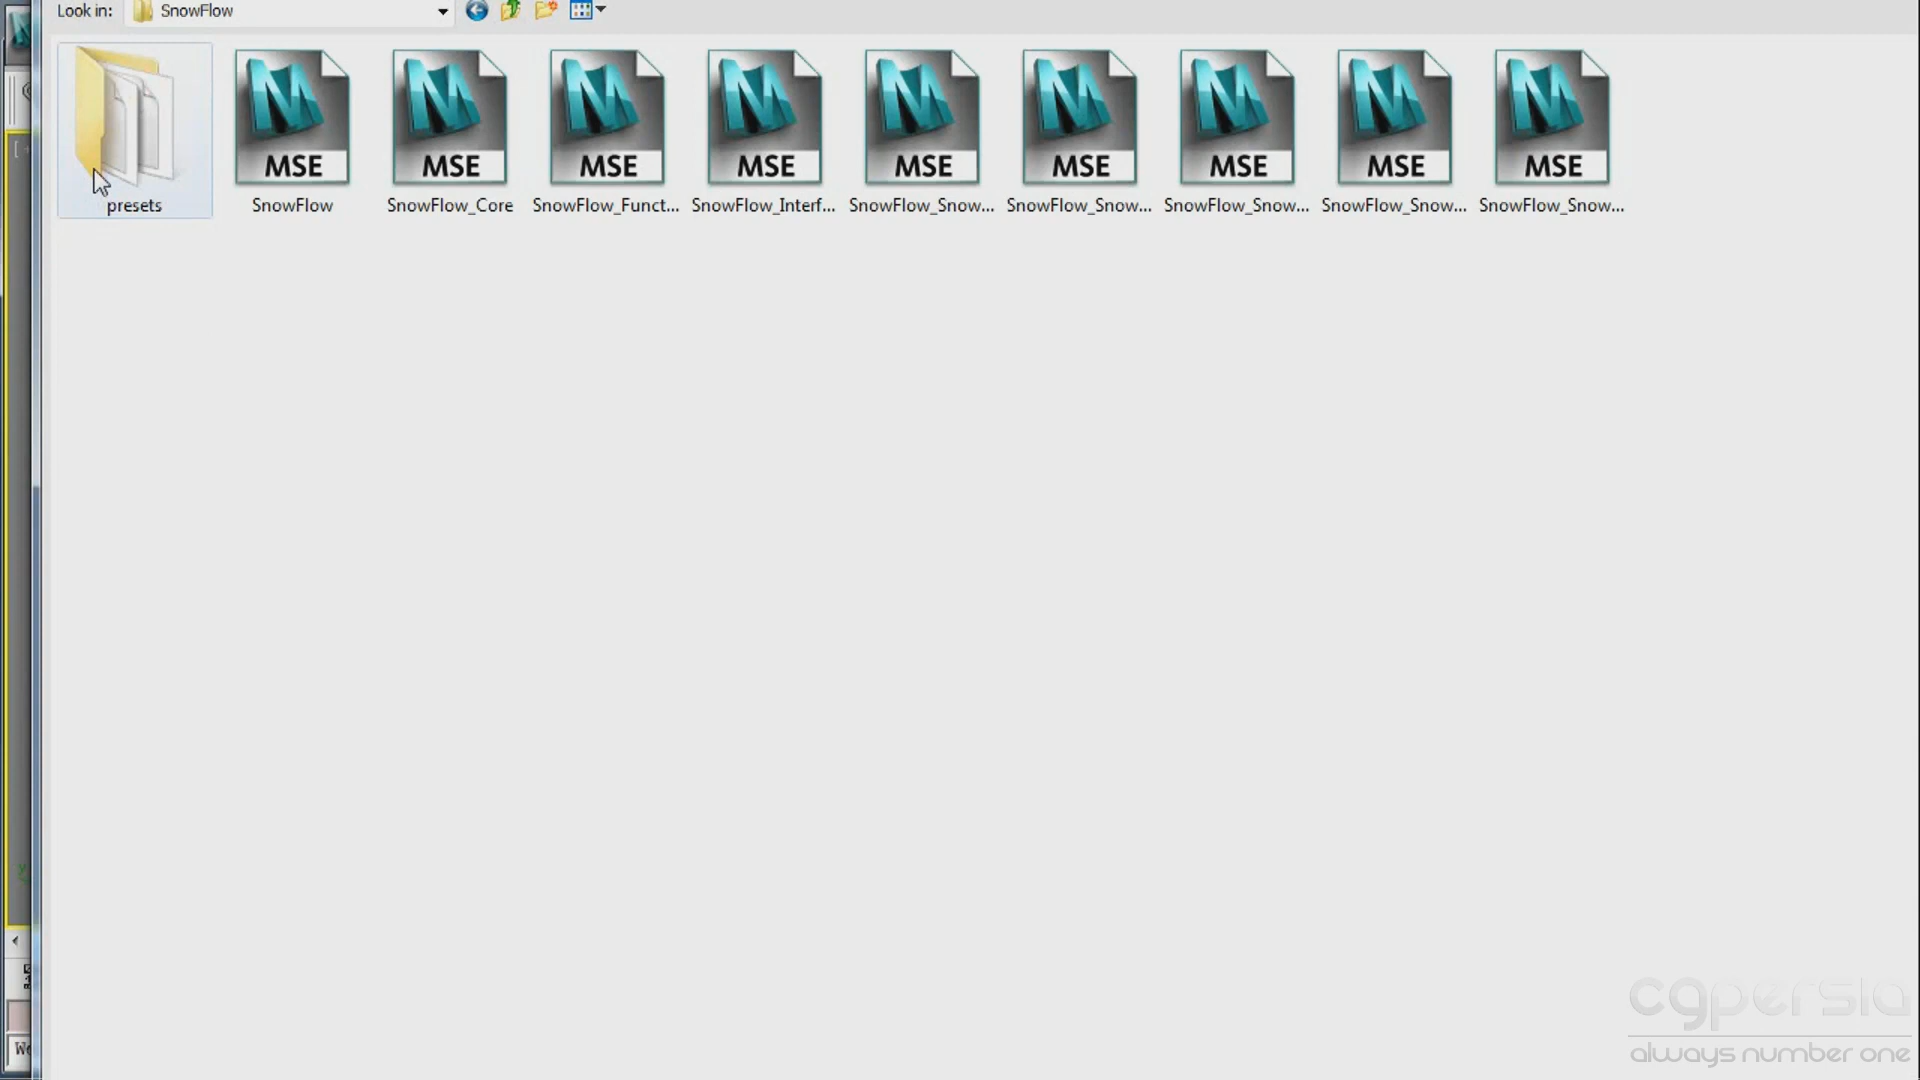 Look in: SnowFlow
MSE MSE MSE MSE MSE MSE MSE MSE MSE
presets SnowFlow SnowFlow_Core SnowFlow_Funct... SnowFlow_Interf... SnowFlow_Snow... SnowFlow_Snow... SnowFlow_Snow... SnowFlow_Snow... SnowFlow_Snow...
cgpersia
always number one